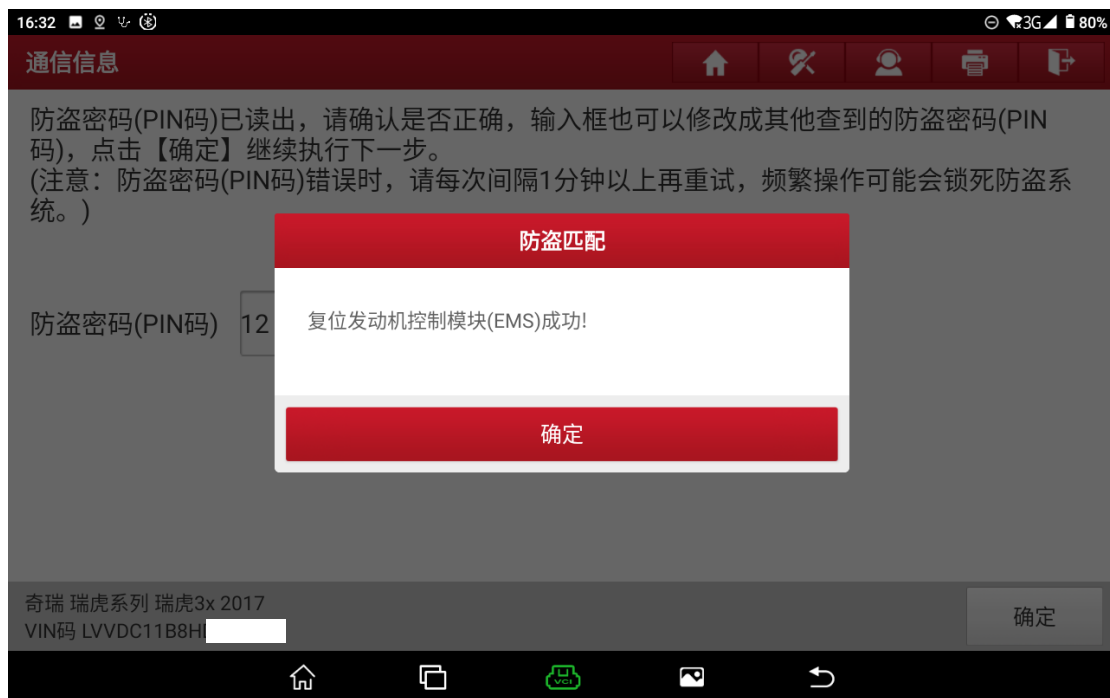 16:32
3G 80%
通信信息
防盗密码(PIN码)已读出，请确认是否正确，输入框也可以修改成其他查到的防盗密码(PIN
码)，点击【确定】继续执行下一步。
(注意：防盗密码(PIN码)错误时，请每次间隔1分钟以上再重试，频繁操作可能会锁死防盗系
统。)
防盗匹配
防盗密码(PIN码) 12
复位发动机控制模块(EMS)成功!
确定
奇瑞 瑞虎系列 瑞虎3x 2017
VIN码 LVVDC11B8H
确定
VCI